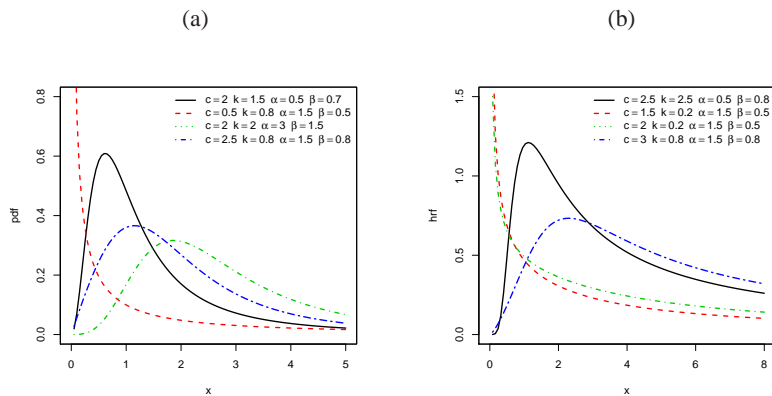 (a)
c=2 k=1.5 α=0.5 β=0.7
c=0.5 k=0.8 α=1.5 β=0.5
c=2 k=2 α=3 β=1.5
c=2.5 k=0.8 α=1.5 β=0.8
pdf
0.8
0.6
0.4
0.2
0.0
0 1 2 3 4 5
x
(b)
c=2.5 k=2.5 α=0.5 β=0.8
c=1.5 k=0.2 α=1.5 β=0.5
c=2 k=0.2 α=1.5 β=0.5
c=3 k=0.8 α=1.5 β=0.8
hrf
1.5
1.0
0.5
0.0
0 2 4 6 8
x